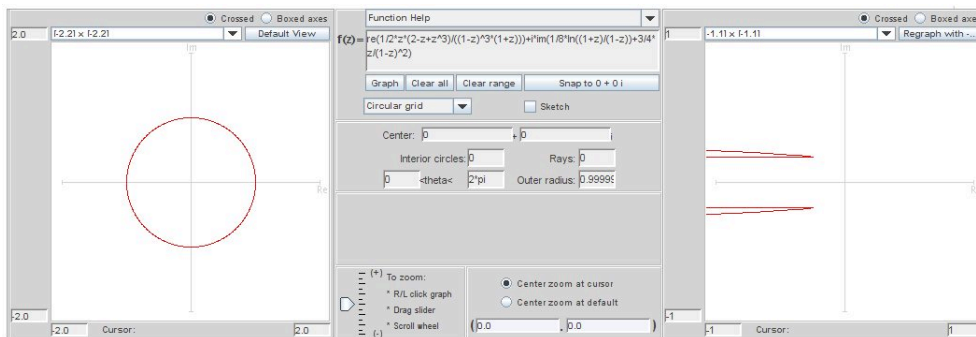 Crossed Boxed axes
2.0
[-2.2] x [-2.2]
Default View
Im
Re
-2.0
-2.0 Cursor: 2.0
Function Help
f(z)=
re(1/2*z*(2-z+z^3)/((1-z)^3*(1+z)))+i*im(1/8*ln((1+z)/(1-z))+3/4*
z/(1-z)^2)
Graph Clear all Clear range Snap to 0 + 0 i
Circular grid Sketch
Center: 0 + 0 i
Interior circles: 0 Rays: 0
0 <theta< 2*pi Outer radius: 0.99999
(+) To zoom:
* R/L click graph
* Drag slider
* Scroll wheel
(-)
Center zoom at cursor
Center zoom at default
( 0.0 , 0.0 )
Crossed Boxed axes
1
-1.1] x [-1.1]
Regraph with -...
Im
R
-1
-1 Cursor: 1